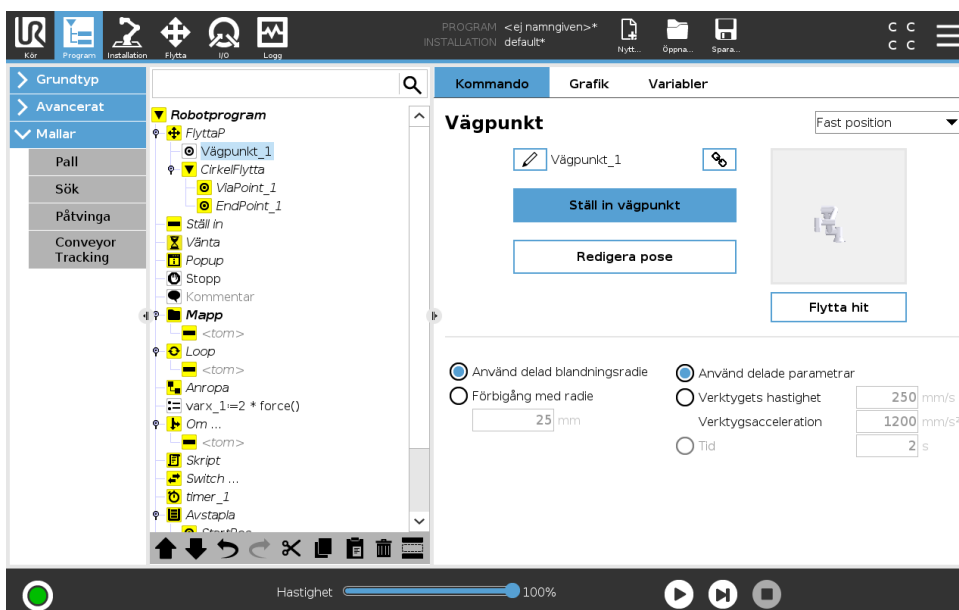 PROGRAM <ej namngiven>*
INSTALLATION default*
Kör
Program
Installation
Flytta
I/O
Logg
Nytt...
Öppna...
Spara...
C C
C C
Grundtyp
Avancerat
Mallar
Pall
Sök
Påtvinga
Conveyor
Tracking
Robotprogram
FlyttaP
Vägpunkt_1
CirkelFlytta
ViaPoint_1
EndPoint_1
Ställ in
Vänta
Popup
Stopp
Kommentar
Mapp
<tom>
Loop
<tom>
Anropa
varx_1≔2 * force()
Om ...
<tom>
Skript
Switch ...
timer_1
Avstapla
Kommando
Grafik
Variabler
Vägpunkt
Fast position
Vägpunkt_1
Ställ in vägpunkt
Redigera pose
Flytta hit
Använd delad blandningsradie
Förbigång med radie
25 mm
Använd delade parametrar
Verktygets hastighet 250 mm/s
Verktygsacceleration 1200 mm/s²
Tid 2 s
Hastighet 100%